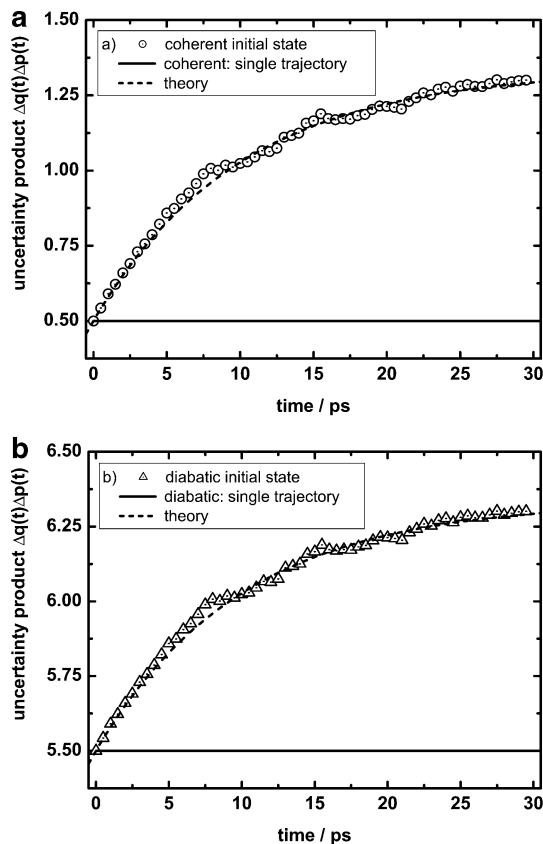 a
1.50
1.25
1.00
0.75
0.50
uncertainty product Δq(t)Δp(t)
a) coherent initial state
coherent: single trajectory
theory
0 5 10 15 20 25 30
time / ps
b
6.50
6.25
6.00
5.75
5.50
uncertainty product Δq(t)Δp(t)
b) diabatic initial state
diabatic: single trajectory
theory
0 5 10 15 20 25 30
time / ps